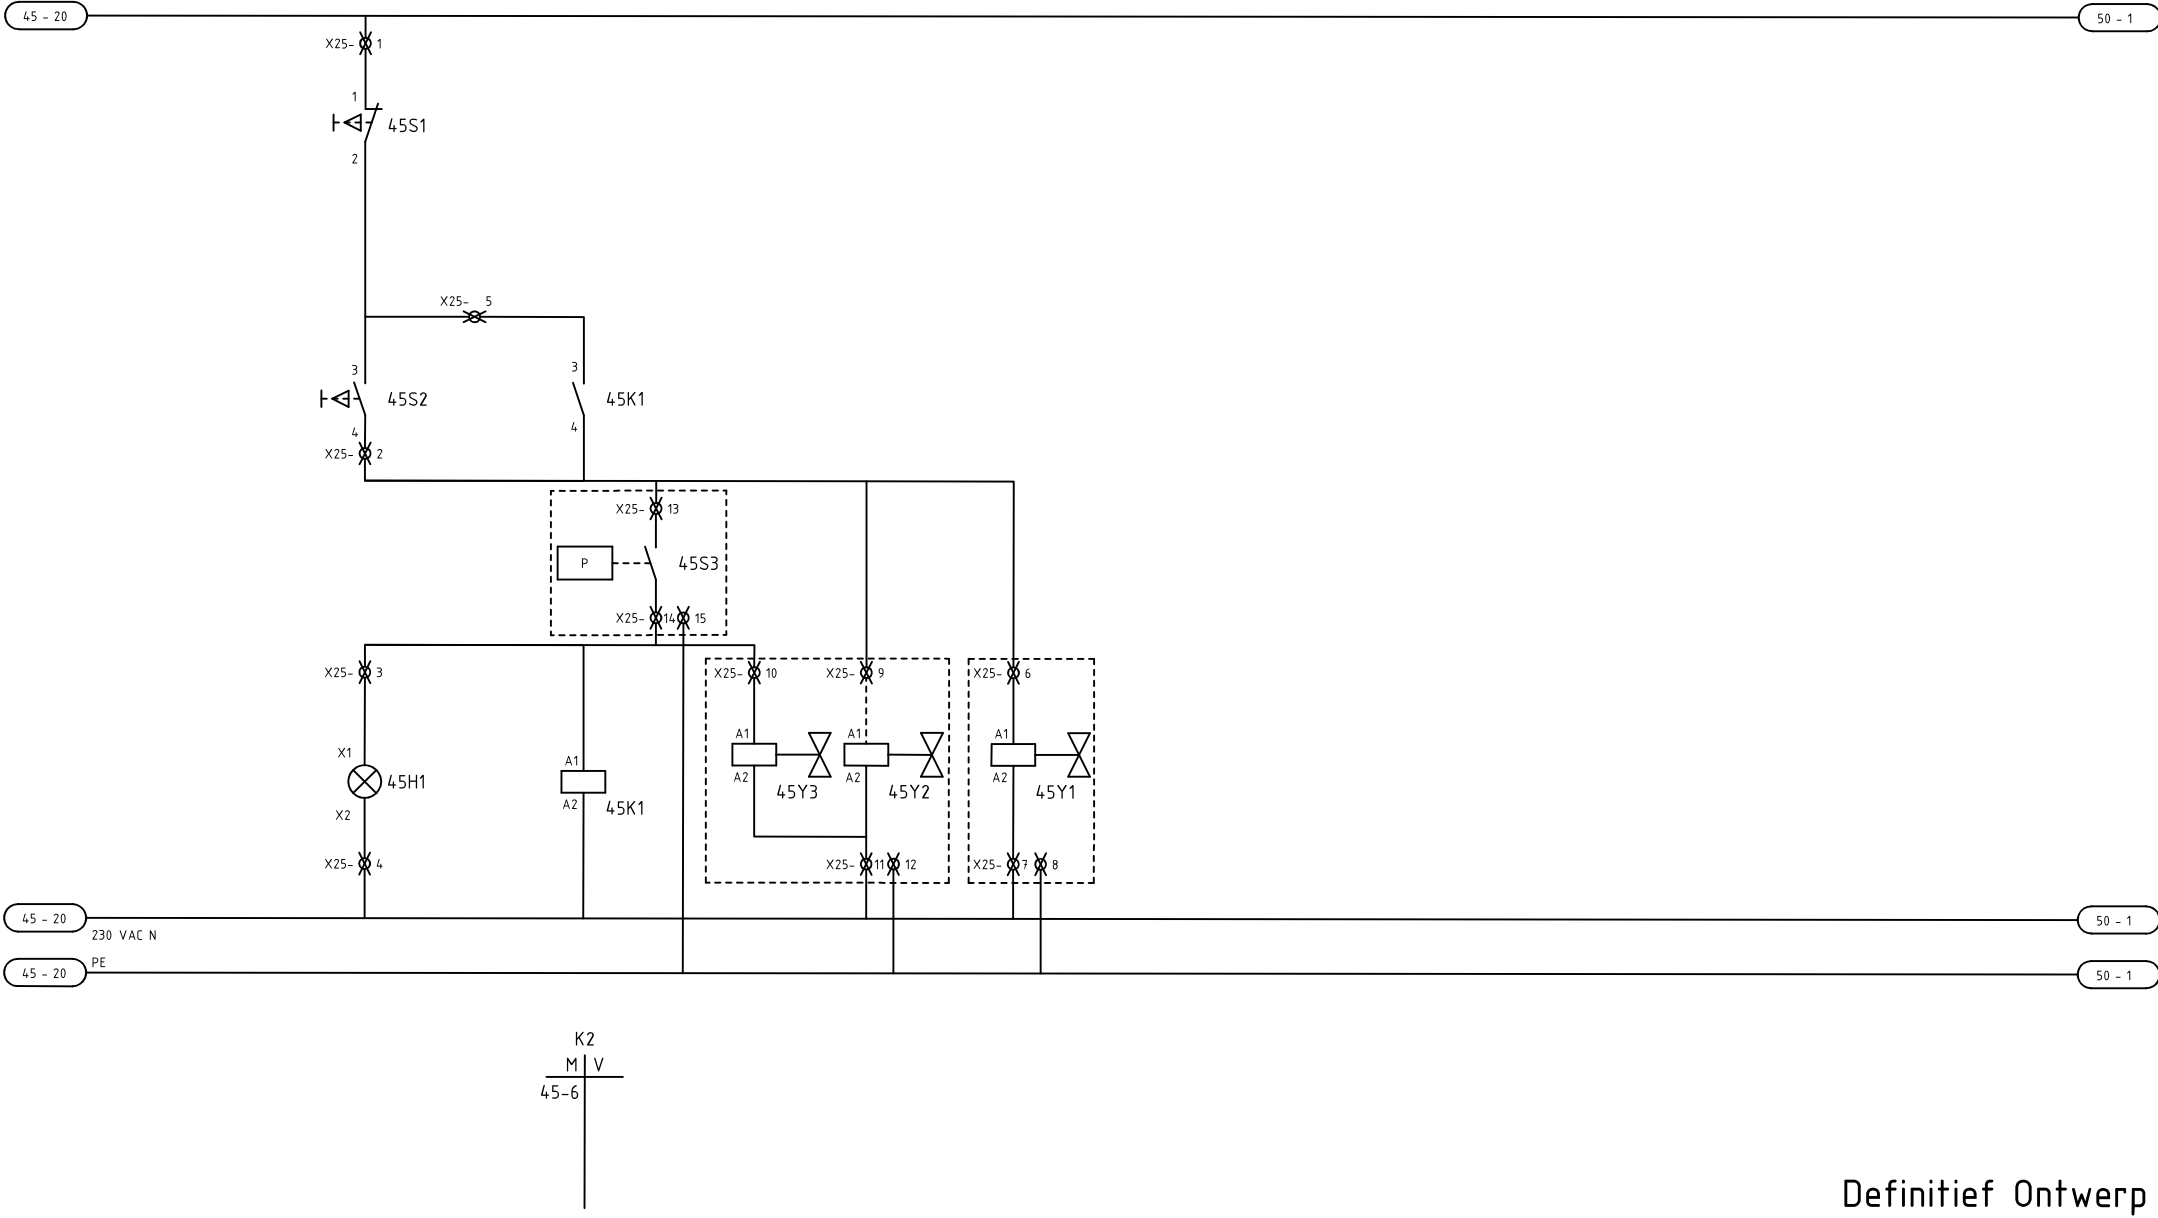 45 - 20
50 - 1
X25- 1
1
45S1
2
X25- 5
3
45S2
4
X25- 2
3
45K1
4
X25- 13
P
45S3
X25- 14 15
X25- 3
X1
45H1
X2
X25- 4
A1
A2
45K1
X25- 10
A1
A2
45Y3
X25- 9
A1
A2
45Y2
X25- 11 12
X25- 6
A1
A2
45Y1
X25- 7 8
45 - 20
230 VAC N
50 - 1
45 - 20
PE
50 - 1
K2
M V
45-6
Definitief Ontwerp